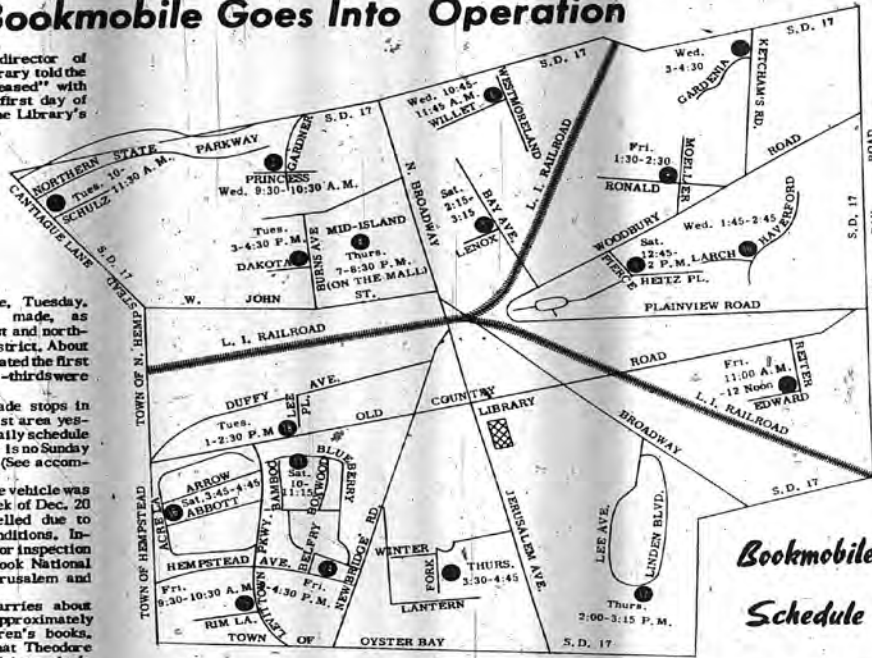 Bookmobile Goes Into Operation
director of
rary told the
eased" with
first day of
he Library's
e, Tuesday.
made, as
st and north-
strict. About
ated the first
-thirds were
ade stops in
st area yes-
aily schedule
is no Sunday
(See accom-
e vehicle was
ek of Dec. 20
elled due to
nditions. In-
or inspection
ook National
rusalem and
arries about
pproximately
ren's books.
hat Theodore
NORTHERN STATE PARKWAY
Tues. 10-
11:30 A.M.
SCHULZ
CANTIAGUE LANE
S.D. 17
GARDNER
PRINCESS
Wed. 9:30-10:30 A.M.
S.D. 17
Tues.
3-4:30 P.M.
DAKOTA
BURNS AVE
MID-ISLAND
Thurs.
7-8:30 P.M.
(ON THE MALL)
W. JOHN ST.
N. BROADWAY
Wed. 10:45-
11:45 A.M.
WILLET
WESTMORELAND
S.D. 17
L. I. RAILROAD
Sat.
2:15-
3:15
BAY AVE.
LENOX
Wed.
3-4:30
GARDENIA
KETCHAM'S RD.
S.D. 17
Fri.
1:30-2:30
RONALD
MOELLER
WOODBURY ROAD
Wed. 1:45-2:45
HAVERFORD
LARCH
Sat.
12:45-
2 P.M.
PIERCE
HEITZ PL.
PLAINVIEW ROAD
S.D. 17
ROAD
TOWN OF N. HEMPSTEAD
L. I. RAILROAD
DUFFY AVE.
Tues.
1-2:30 P.M
LEE PL.
OLD COUNTRY ROAD
LIBRARY
BROADWAY
Fri.
11:00 A.M.
-12 Noon
REITER
EDWARD
L. I. RAILROAD
S.D. 17
TOWN OF HEMPSTEAD
ACRE LA
ARROW
Sat. 3:45-4:45
ABBOTT
BAMBOO
Sat.
10-
11:15
BLUEBERRY
BOXWOOD
BELFRY
HEMPSTEAD AVE.
LEVITTOWN PKWY.
Fri.
9:30-10:30 A.M.
RIM LA.
Fri.
-4:30 P.M.
NEWBRIDGE RD.
WINTER
FORK
THURS.
3:30-4:45
LANTERN
JERUSALEM AVE.
LEE AVE.
LINDEN BLVD.
Thurs.
2:00-3:15 P.M.
TOWN OF OYSTER BAY
S.D. 17
Bookmobile
Schedule